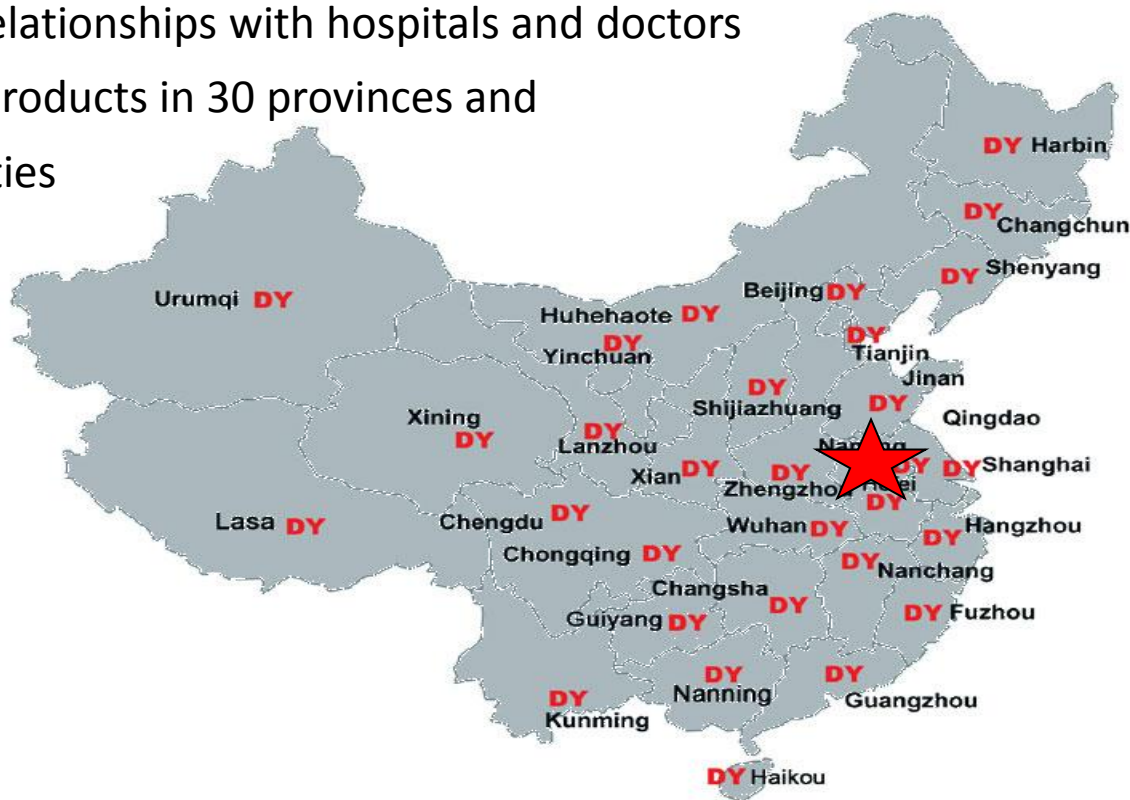 elationships with hospitals and doctors
roducts in 30 provinces and
ties
DY Harbin
DY
Changchun
DY Shenyang
Beijing DY
Urumqi DY
Huhehaote DY
DY
Yinchuan
DY
Tianjin
Jinan
DY
Shijiazhuang
DY
Qingdao
Xining
DY
DY
Lanzhou
Xian DY
DY
DY Shanghai
DY
Zhengzhou
DY
Lasa DY
Chengdu DY
Wuhan DY
DY Hangzhou
Chongqing DY
DY
Nanchang
Changsha
DY
Guiyang DY
DY Fuzhou
DY
Nanning
DY
Guangzhou
DY
Kunming
DY Haikou